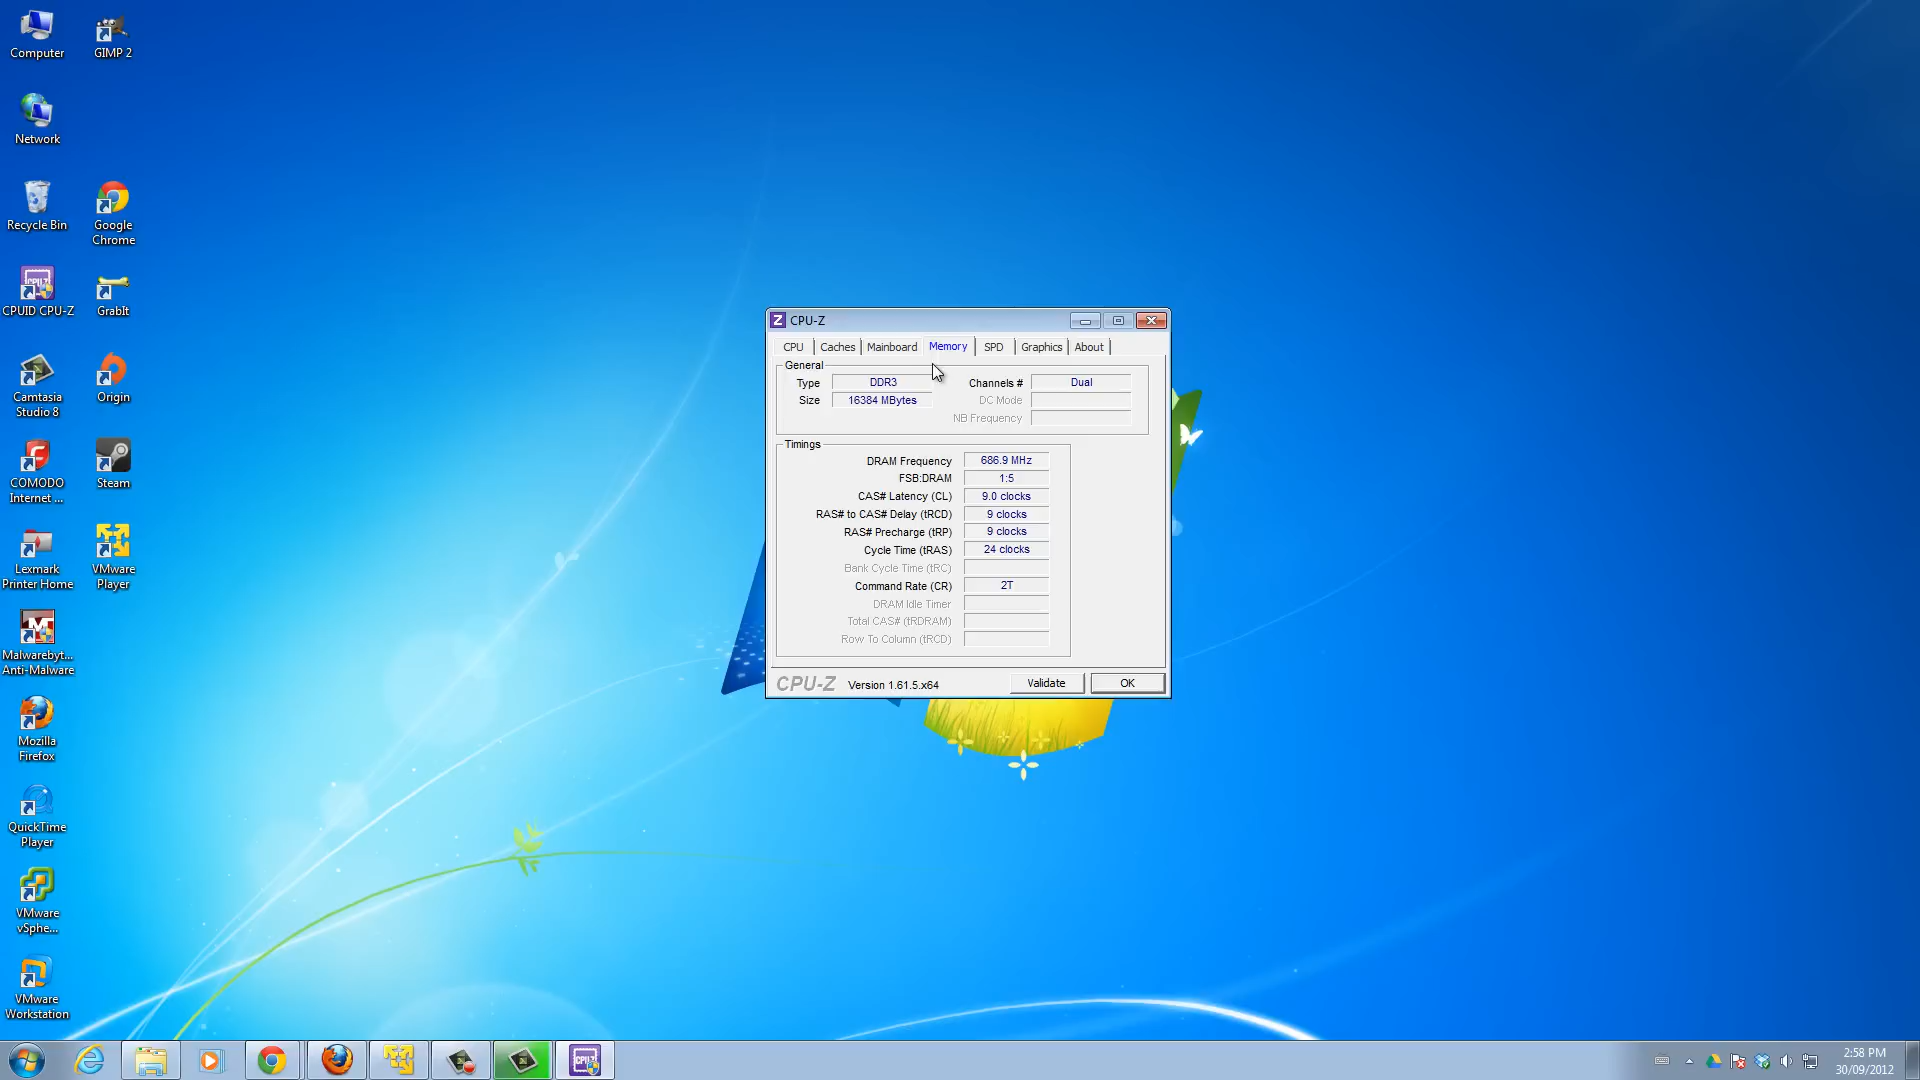 Computer
GIMP 2
Network
Recycle Bin
Google
Chrome
CPUID CPU-Z
GrabIt
Camtasia
Studio 8
Origin
COMODO
Internet ...
Steam
Lexmark
Printer Home
VMware
Player
Malwarebyt...
Anti-Malware
Mozilla
Firefox
QuickTime
Player
VMware
vSphe...
VMware
Workstation
Z CPU-Z
CPU Caches Mainboard Memory SPD Graphics About
General
Type DDR3 Channels # Dual
Size 16384 MBytes DC Mode
NB Frequency
Timings
DRAM Frequency 686.9 MHz
FSB:DRAM 1:5
CAS# Latency (CL) 9.0 clocks
RAS# to CAS# Delay (tRCD) 9 clocks
RAS# Precharge (tRP) 9 clocks
Cycle Time (tRAS) 24 clocks
Bank Cycle Time (tRC)
Command Rate (CR) 2T
DRAM Idle Timer
Total CAS# (tRDRAM)
Row To Column (tRCD)
CPU-Z Version 1.61.5.x64 Validate OK
2:58 PM
30/09/2012